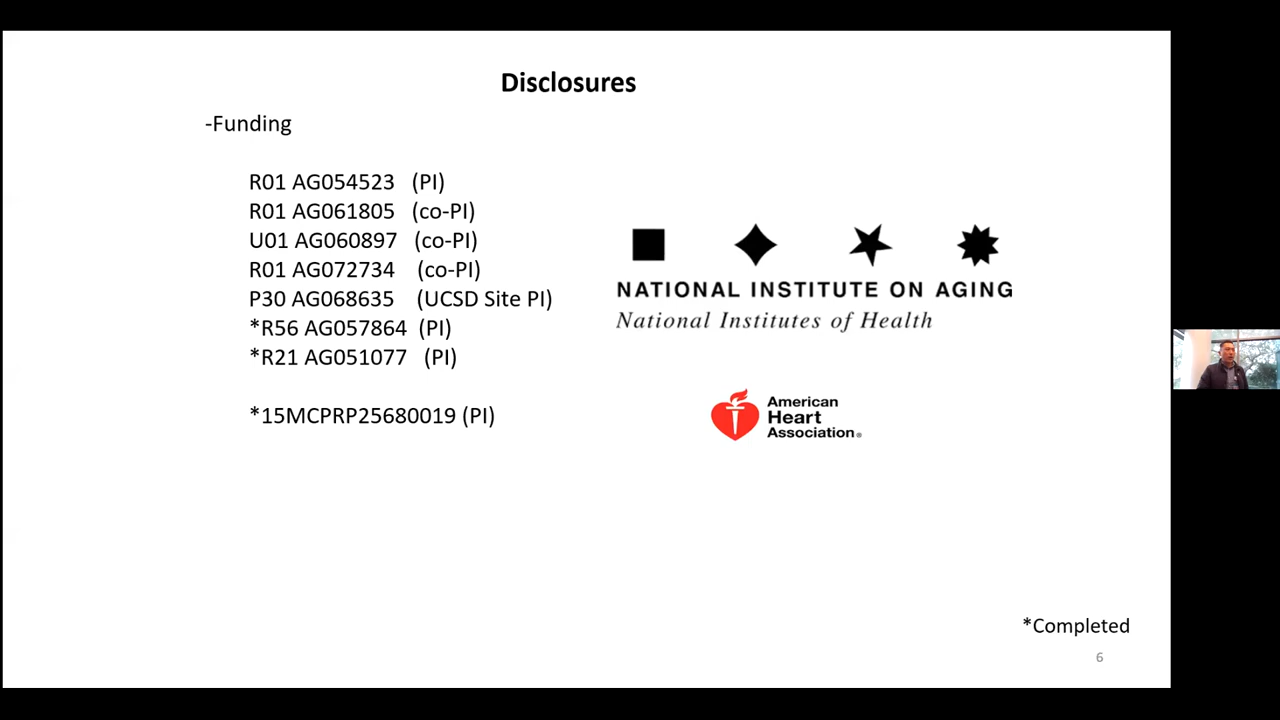 Disclosures
-Funding
R01 AG054523 (PI)
R01 AG061805 (co-PI)
U01 AG060897 (co-PI)
R01 AG072734 (co-PI)
P30 AG068635 (UCSD Site PI)
*R56 AG057864 (PI)
*R21 AG051077 (PI)
*15MCPRP25680019 (PI)
NATIONAL INSTITUTE ON AGING
National Institutes of Health
American
Heart
Association®
*Completed
6